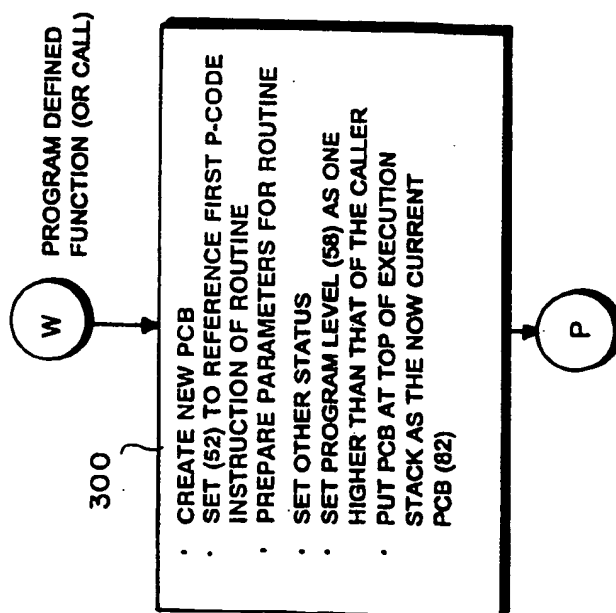 W
PROGRAM DEFINED
FUNCTION (OR CALL)
300
· CREATE NEW PCB
· SET (52) TO REFERENCE FIRST P-CODE
INSTRUCTION OF ROUTINE
· PREPARE PARAMETERS FOR ROUTINE
· SET OTHER STATUS
· SET PROGRAM LEVEL (58) AS ONE
HIGHER THAN THAT OF THE CALLER
· PUT PCB AT TOP OF EXECUTION
STACK AS THE NOW CURRENT
PCB (82)
P